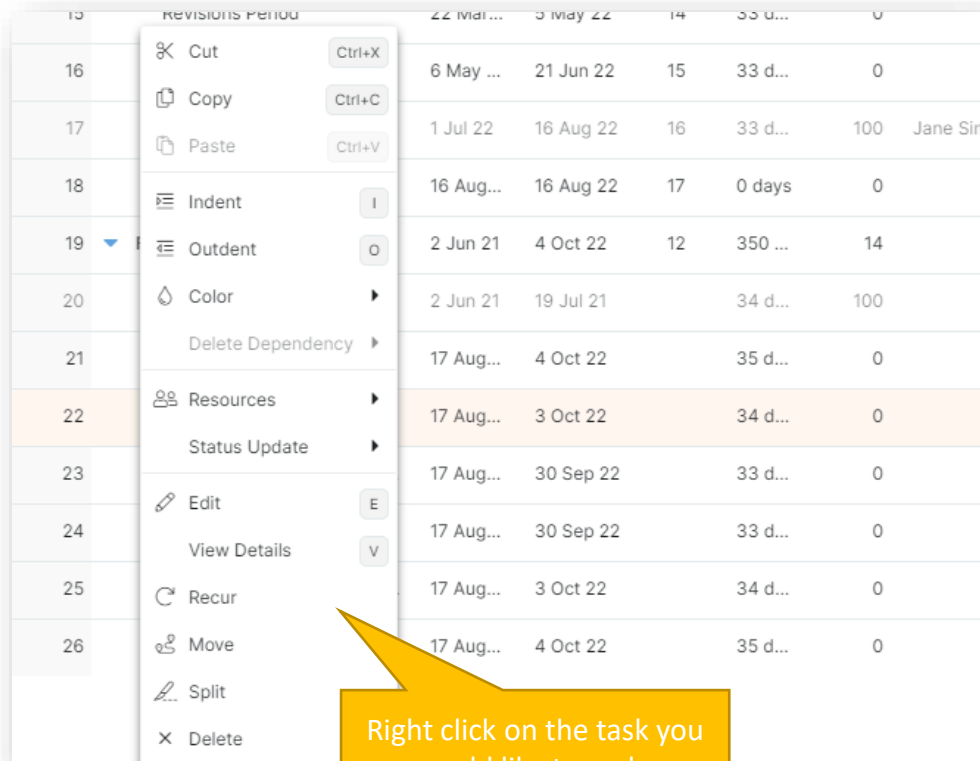 15 Revisions Period 22 Mar... 5 May 22 14 33 d... 0
16 6 May ... 21 Jun 22 15 33 d... 0
17 1 Jul 22 16 Aug 22 16 33 d... 100 Jane
18 16 Aug... 16 Aug 22 17 0 days 0
19 2 Jun 21 4 Oct 22 12 350 ... 14
20 2 Jun 21 19 Jul 21 34 d... 100
21 17 Aug... 4 Oct 22 35 d... 0
22 17 Aug... 3 Oct 22 34 d... 0
23 17 Aug... 30 Sep 22 33 d... 0
24 17 Aug... 30 Sep 22 33 d... 0
25 17 Aug... 3 Oct 22 34 d... 0
26 17 Aug... 4 Oct 22 35 d... 0
Cut Ctrl+X
Copy Ctrl+C
Paste Ctrl+V
Indent I
Outdent O
Color
Delete Dependency
Resources
Status Update
Edit E
View Details V
Recur
Move
Split
Delete
Right click on the task you